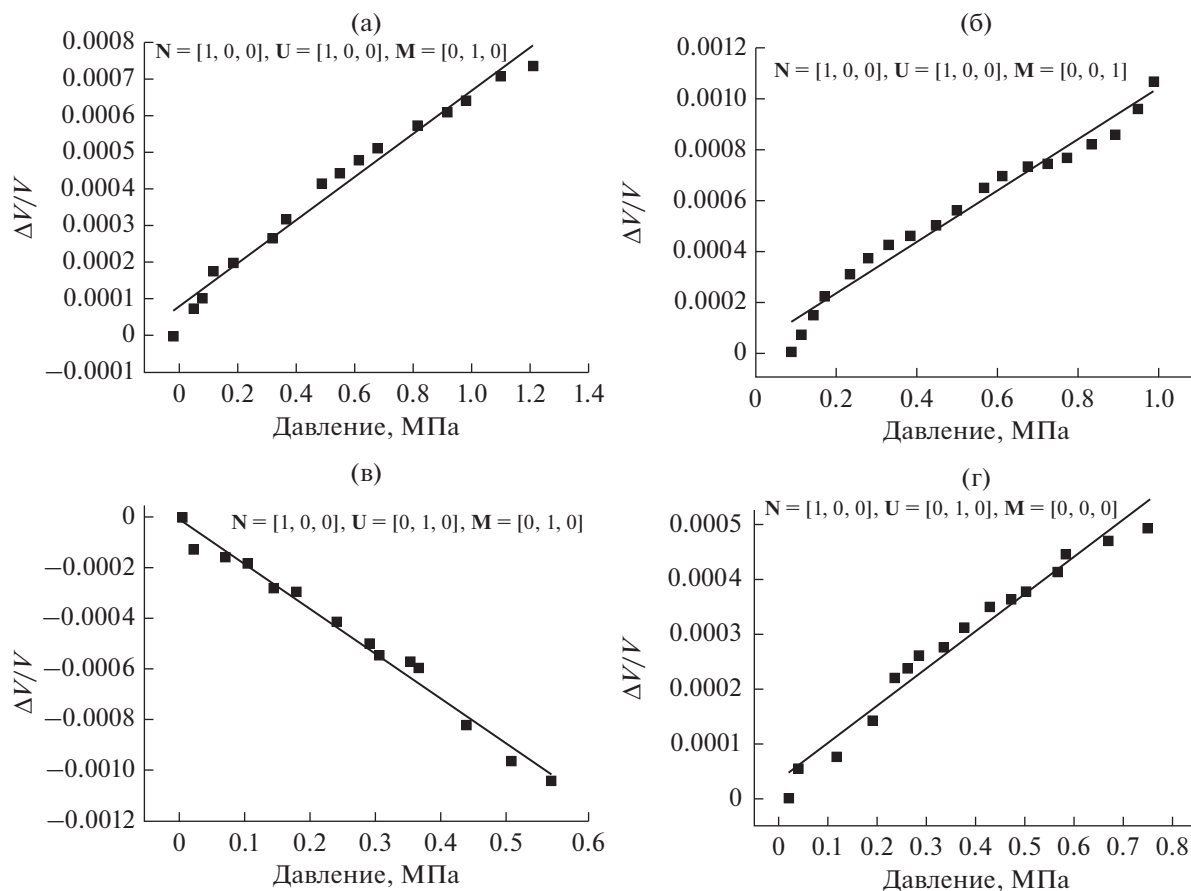 (а)
N = [1, 0, 0], U = [1, 0, 0], M = [0, 1, 0]
0.0008
0.0007
0.0006
0.0005
0.0004
0.0003
0.0002
0.0001
0
−0.0001
ΔV/V
0 0.2 0.4 0.6 0.8 1.0 1.2 1.4
Давление, МПа
(б)
N = [1, 0, 0], U = [1, 0, 0], M = [0, 0, 1]
0.0012
0.0010
0.0008
0.0006
0.0004
0.0002
0
ΔV/V
0 0.2 0.4 0.6 0.8 1.0
Давление, МПа
(в)
N = [1, 0, 0], U = [0, 1, 0], M = [0, 1, 0]
0
−0.0002
−0.0004
−0.0006
−0.0008
−0.0010
−0.0012
ΔV/V
0 0.1 0.2 0.3 0.4 0.5 0.6
Давление, МПа
(г)
N = [1, 0, 0], U = [0, 1, 0], M = [0, 0, 0]
0.0005
0.0004
0.0003
0.0002
0.0001
0
ΔV/V
0 0.1 0.2 0.3 0.4 0.5 0.6 0.7 0.8
Давление, МПа